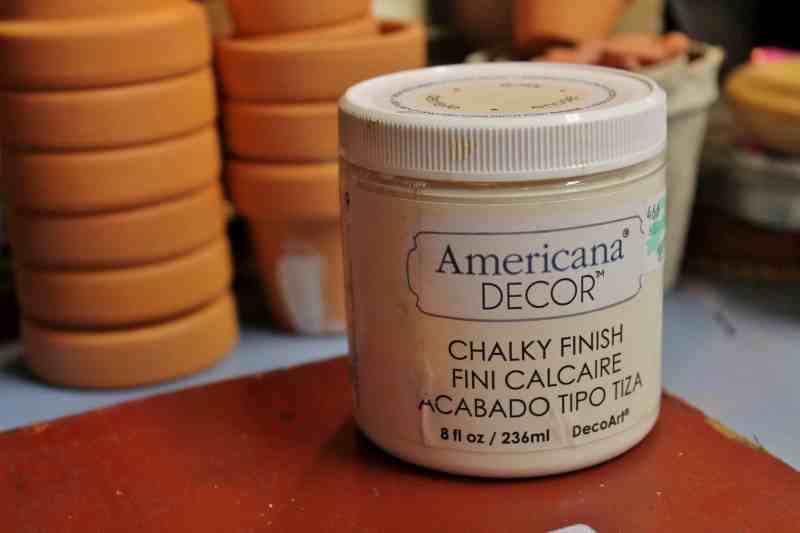 Americana®
DECOR™
CHALKY FINISH
FINI CALCAIRE
ACABADO TIPO TIZA
8 fl oz / 236ml DecoArt®